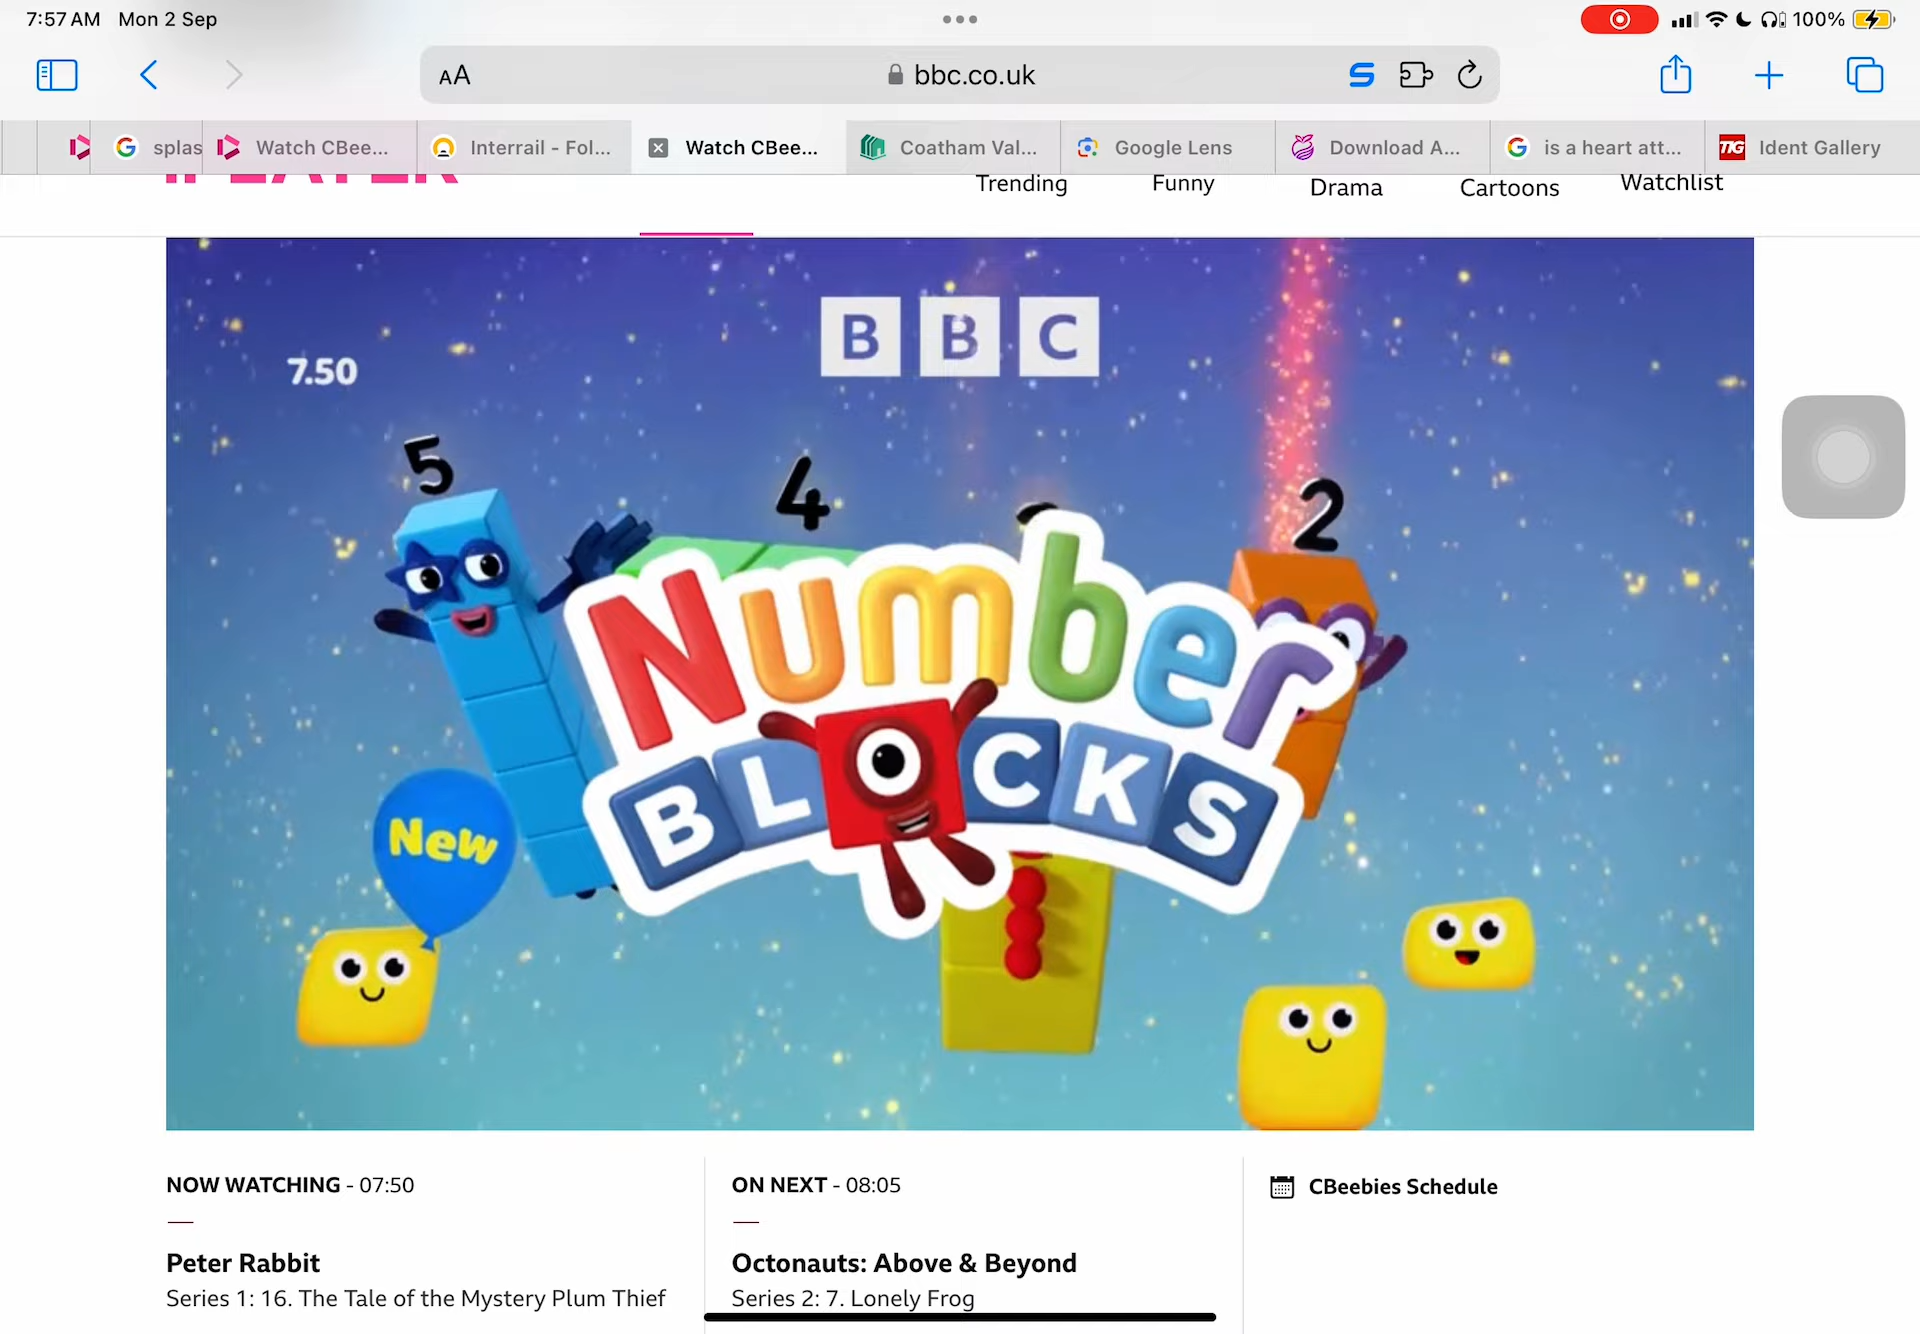 7:57 AM Mon 2 Sep
100%
AA
bbc.co.uk
splas
Watch CBee...
Interrail - Fol...
Watch CBee...
Coatham Val...
Google Lens
Download A...
is a heart att...
TIG Ident Gallery
iPLAYER
Trending
Funny
Drama
Cartoons
Watchlist
BBC
7.50
5
4
2
Number
BLOCKS
New
NOW WATCHING - 07:50
Peter Rabbit
Series 1: 16. The Tale of the Mystery Plum Thief
ON NEXT - 08:05
Octonauts: Above & Beyond
Series 2: 7. Lonely Frog
CBeebies Schedule